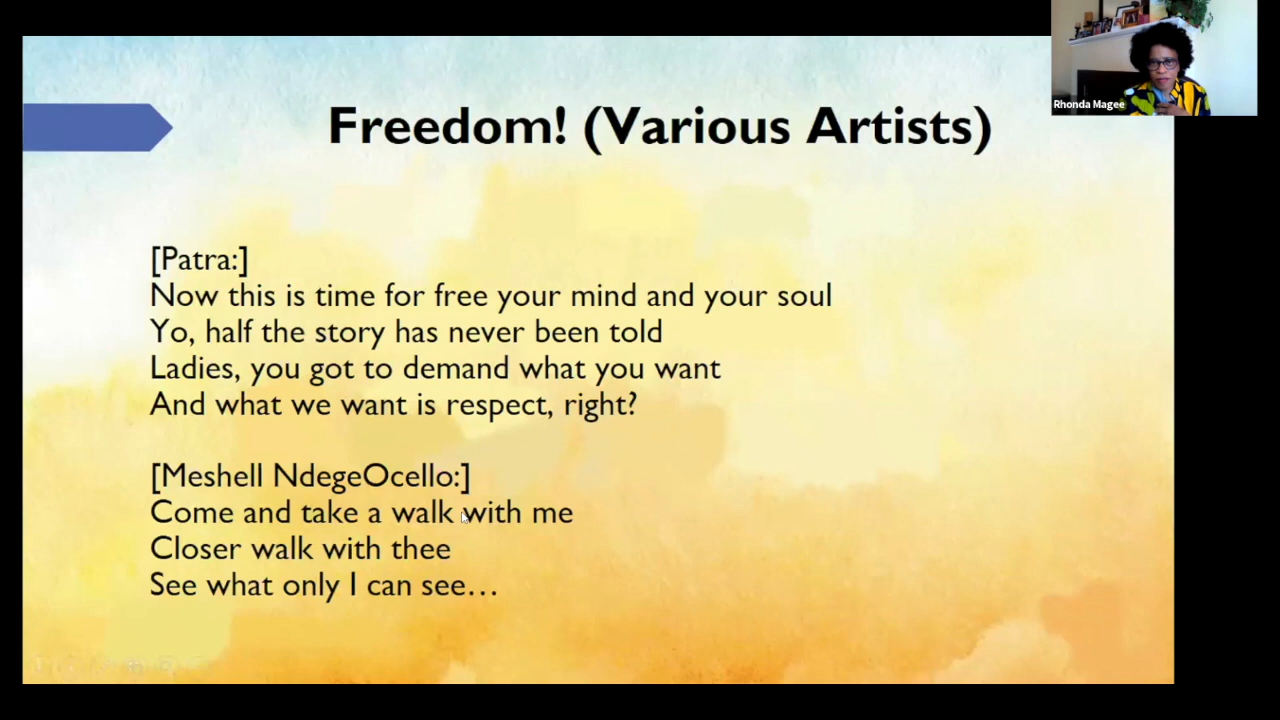 Rhonda Magee
Freedom! (Various Artists)
[Patra:]
Now this is time for free your mind and your soul
Yo, half the story has never been told
Ladies, you got to demand what you want
And what we want is respect, right?
[Meshell NdegeOcello:]
Come and take a walk with me
Closer walk with thee
See what only I can see…